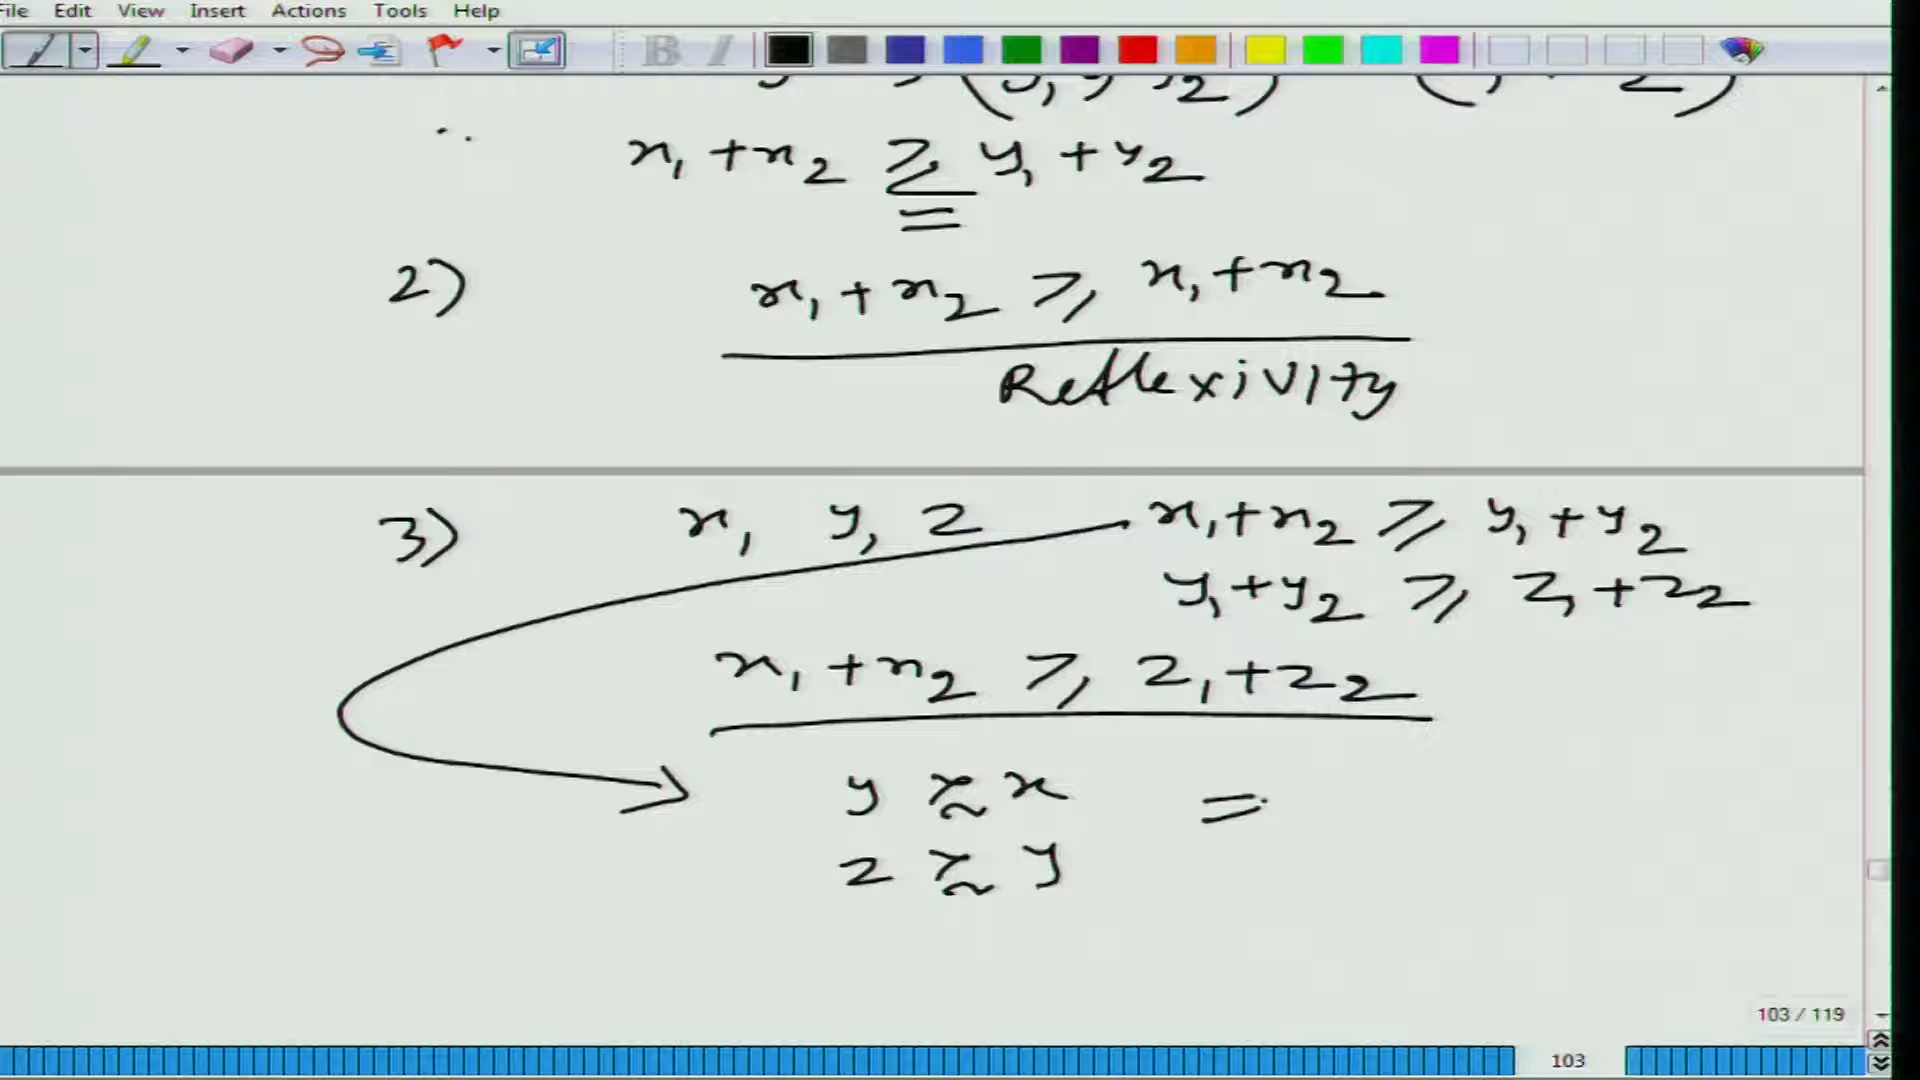 File Edit View Insert Actions Tools Help
B I
∴ x₁ + x₂ ≥ y₁ + y₂
=
2) x₁ + x₂ ≥ x₁ + x₂
Reflexivity
3) x, y, z x₁ + x₂ ≥ y₁ + y₂
y₁ + y₂ ≥ z₁ + z₂
x₁ + x₂ ≥ z₁ + z₂
y ≿ x =
z ≿ y
103 / 119
103